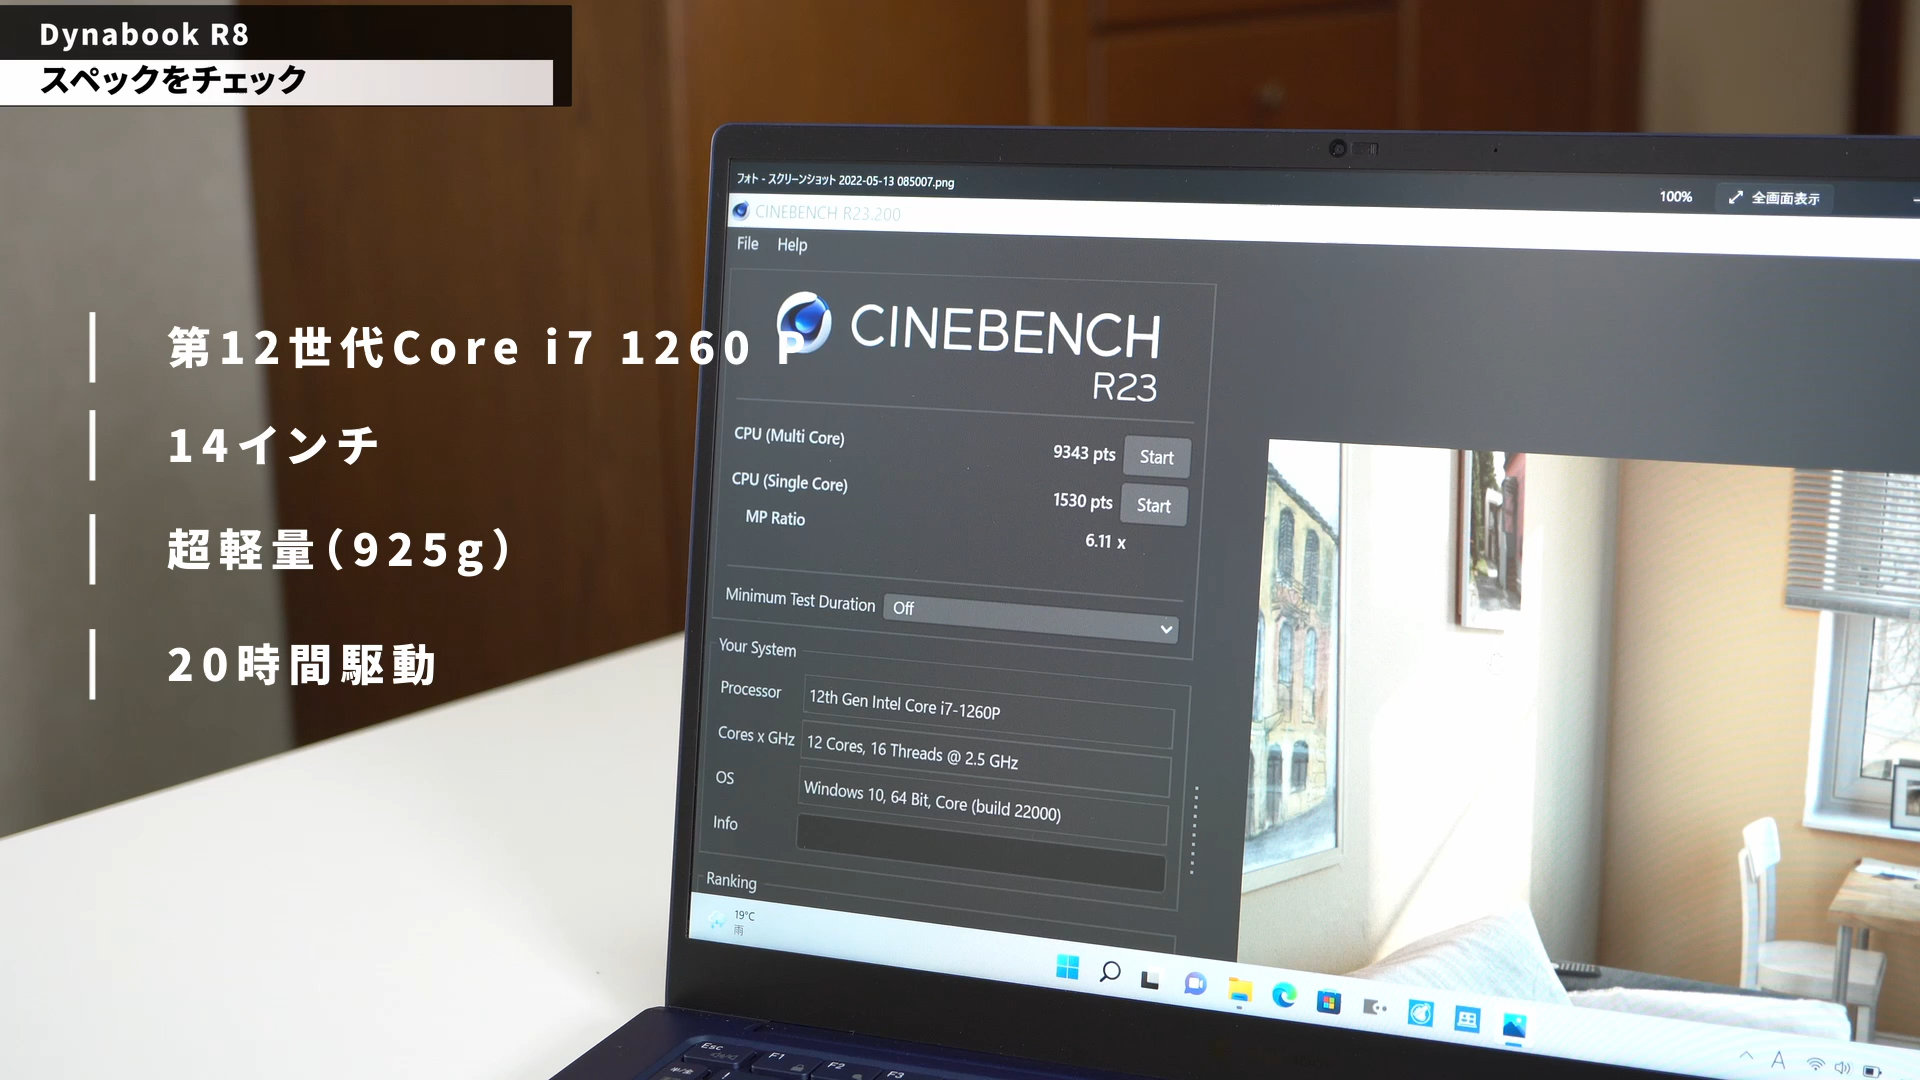 Dynabook R8
スペックをチェック
第12世代Core i7 1260 P
14インチ
超軽量(925g)
20時間駆動
フォト - スクリーンショット 2022-05-13 085007.png
100%
全画面表示
CINEBENCH R23.200
File Help
CINEBENCH
R23
CPU (Multi Core) 9343 pts Start
CPU (Single Core) 1530 pts Start
MP Ratio 6.11 x
Minimum Test Duration Off
Your System
Processor 12th Gen Intel Core i7-1260P
Cores x GHz 12 Cores, 16 Threads @ 2.5 GHz
OS Windows 10, 64 Bit, Core (build 22000)
Info
Ranking
19°C
雨
A
Esc F1 F2 F3